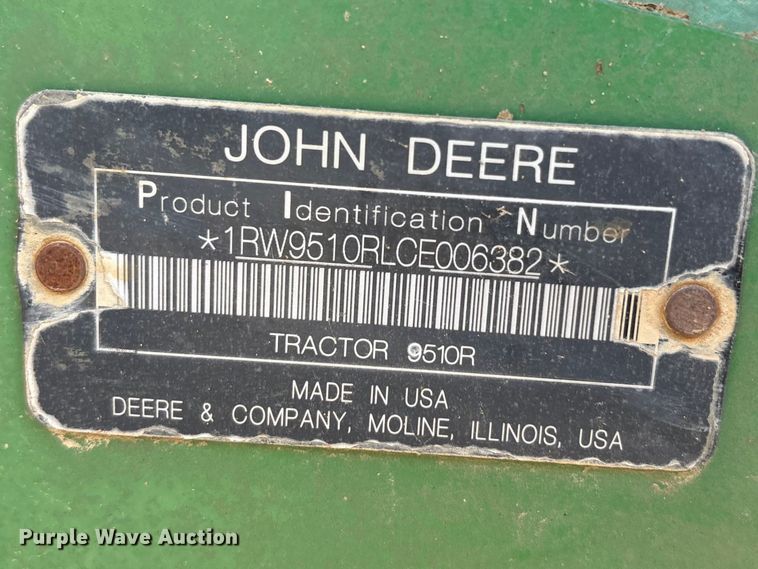 JOHN DEERE
Product Identification Number
*1RW9510RLCE006382*
TRACTOR 9510R
MADE IN USA
DEERE & COMPANY, MOLINE, ILLINOIS, USA
Purple Wave Auction